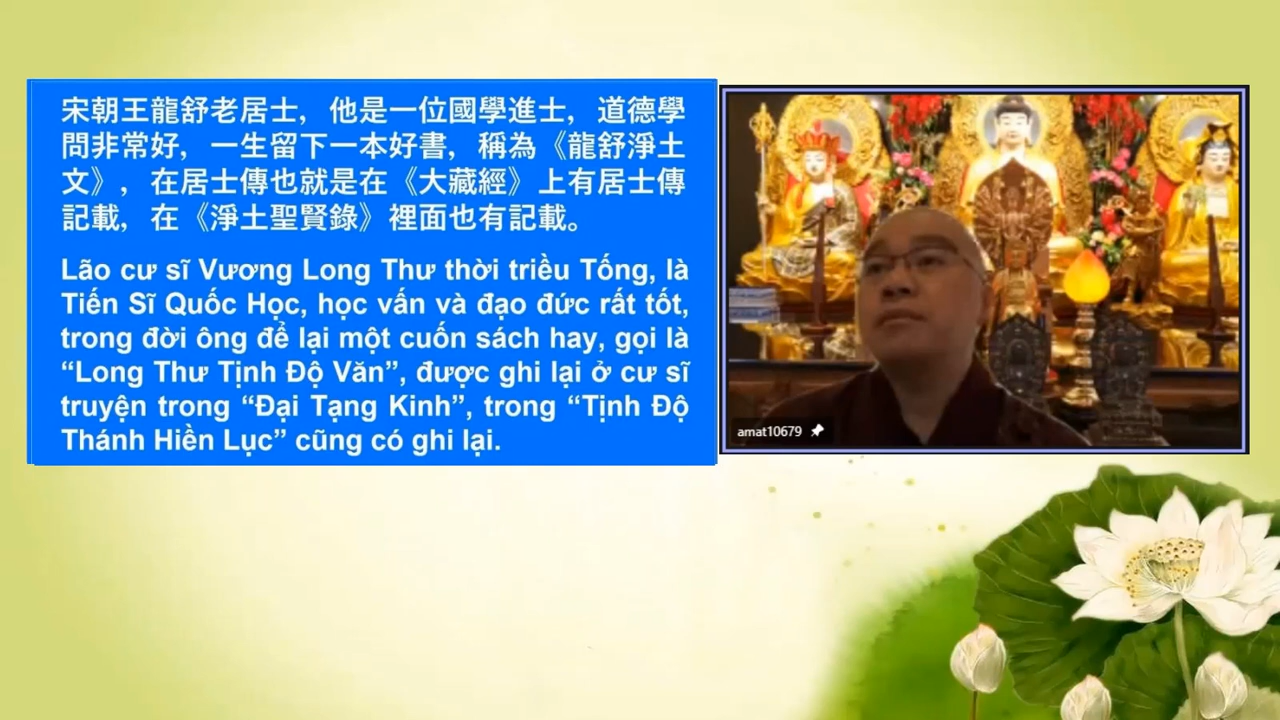 宋朝王龍舒老居士，他是一位國學進士，道德學
問非常好，一生留下一本好書，稱為《龍舒淨土
文》，在居士傳也就是在《大藏經》上有居士傳
記載，在《淨土聖賢錄》裡面也有記載。
Lão cư sĩ Vương Long Thư thời triều Tống, là
Tiến Sĩ Quốc Học, học vấn và đạo đức rất tốt,
trong đời ông để lại một cuốn sách hay, gọi là
“Long Thư Tịnh Độ Văn”, được ghi lại ở cư sĩ
truyện trong “Đại Tạng Kinh”, trong “Tịnh Độ
Thánh Hiền Lục” cũng có ghi lại.
amat10679